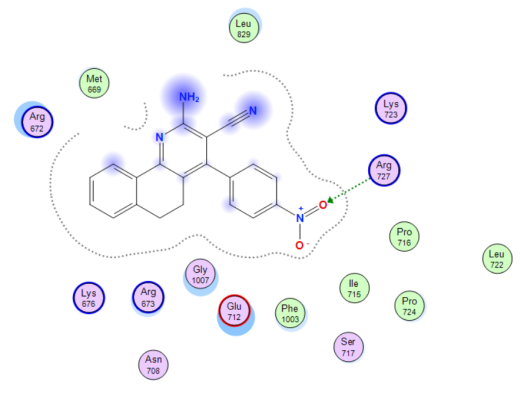 Leu
829
Met
669
Arg
672
NH₂
N
N
Lys
723
Arg
727
N
+
O
O
-
Pro
716
Leu
722
Gly
1007
Lys
676
Arg
673
Glu
712
Phe
1003
Ile
715
Pro
724
Ser
717
Asn
708